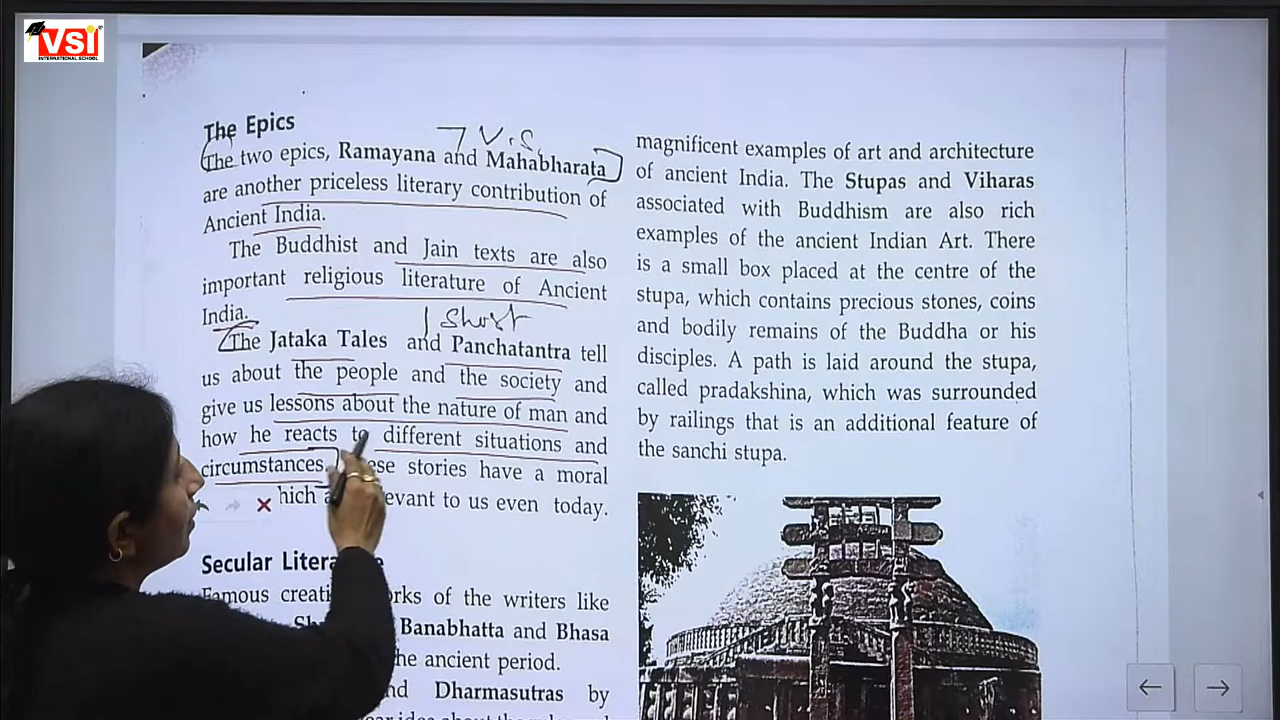 VSI
INTERNATIONAL SCHOOL
The Epics
V.S.
The two epics, Ramayana and Mahabharata
are another priceless literary contribution of
Ancient India.
The Buddhist and Jain texts are also
important religious literature of Ancient
India.
Short
The Jataka Tales and Panchatantra tell
us about the people and the society and
give us lessons about the nature of man and
how he reacts to different situations and
circumstances. stories have a moral
to us even today.
Secular
Famous of the writers like
Banabhatta and Bhasa
ancient period.
Dharmasutras by
magnificent examples of art and architecture
of ancient India. The Stupas and Viharas
associated with Buddhism are also rich
examples of the ancient Indian Art. There
is a small box placed at the centre of the
stupa, which contains precious stones, coins
and bodily remains of the Buddha or his
disciples. A path is laid around the stupa,
called pradakshina, which was surrounded
by railings that is an additional feature of
the sanchi stupa.